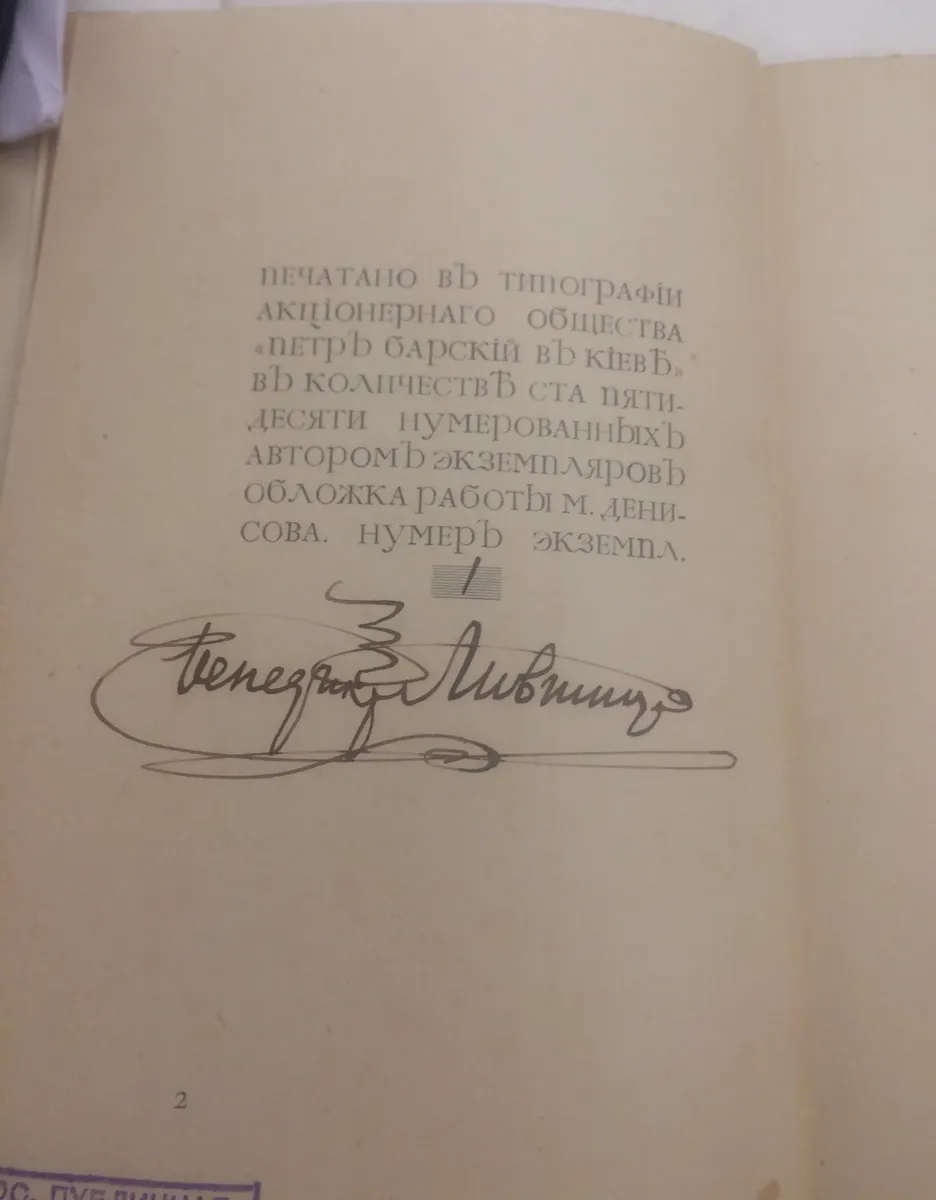 ПЕЧАТАНО ВЪ ТИПОГРАФІИ
АКЦІОНЕРНАГО ОБЩЕСТВА
«ПЕТРЪ БАРСКІЙ ВЪ КІЕВѢ»
ВЪ КОЛИЧЕСТВѢ СТА ПЯТИ-
ДЕСЯТИ НУМЕРОВАННЫХЪ
АВТОРОМЪ ЭКЗЕМПЛЯРОВЪ
ОБЛОЖКА РАБОТЫ М. ДЕНИ-
СОВА. НУМЕРЪ ЭКЗЕМПЛ.
1
Бенедиктъ Лившицъ
2
ПУБЛИЧНАЯ